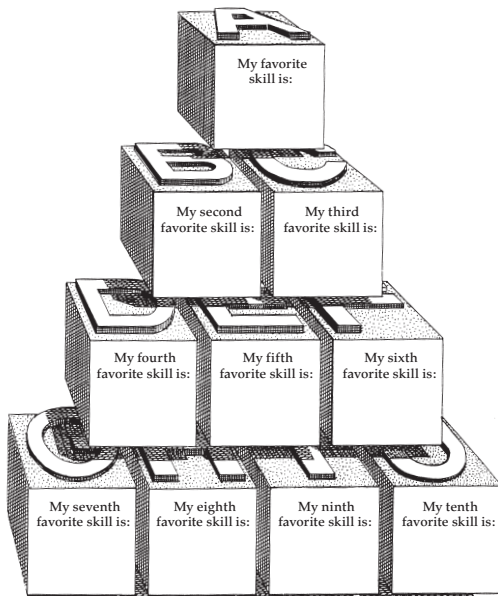 A
My favorite
skill is:
B
C
My second
favorite skill is:
My third
favorite skill is:
D
E
F
My fourth
favorite skill is:
My fifth
favorite skill is:
My sixth
favorite skill is:
G
H
I
J
My seventh
favorite skill is:
My eighth
favorite skill is:
My ninth
favorite skill is:
My tenth
favorite skill is: